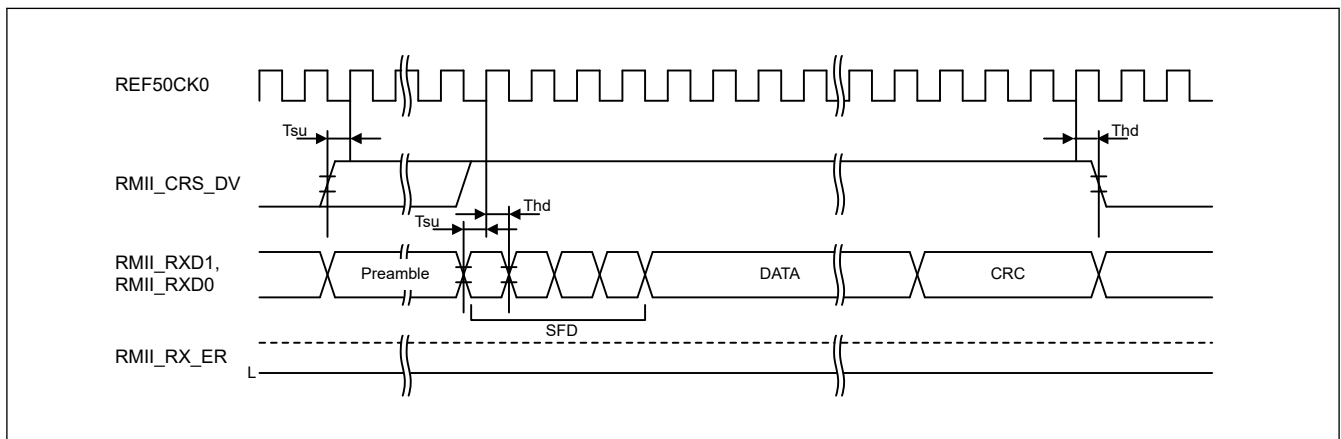 REF50CK0
Tsu
Thd
RMII_CRS_DV
Tsu
Thd
RMII_RXD1,
RMII_RXD0
Preamble
DATA
CRC
SFD
RMII_RX_ER
L